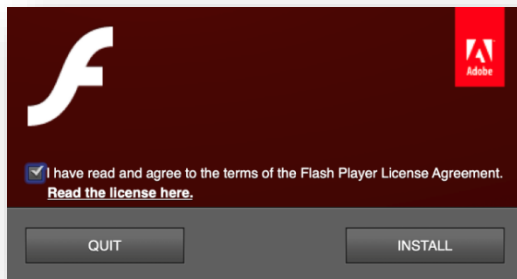 Adobe
I have read and agree to the terms of the Flash Player License Agreement.
Read the license here.
QUIT
INSTALL